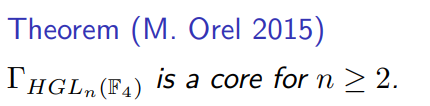 Theorem (M. Orel 2015)
Γ_{HGL_n(𝔽_4)} is a core for n ≥ 2.